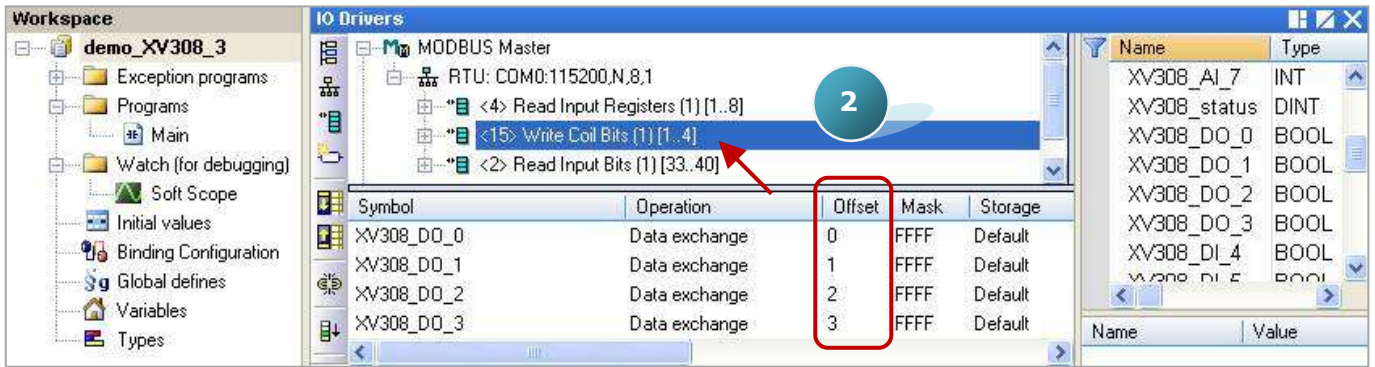 Workspace
demo_XV308_3
Exception programs
Programs
Main
Watch (for debugging)
Soft Scope
Initial values
Binding Configuration
Global defines
Variables
Types
IO Drivers
MODBUS Master
RTU: COM0:115200,N,8,1
<4> Read Input Registers (1) [1..8]
<15> Write Coil Bits (1) [1..4]
<2> Read Input Bits (1) [33..40]
2
Symbol Operation Offset Mask Storage
XV308_DO_0 Data exchange 0 FFFF Default
XV308_DO_1 Data exchange 1 FFFF Default
XV308_DO_2 Data exchange 2 FFFF Default
XV308_DO_3 Data exchange 3 FFFF Default
Name Type
XV308_AI_7 INT
XV308_status DINT
XV308_DO_0 BOOL
XV308_DO_1 BOOL
XV308_DO_2 BOOL
XV308_DO_3 BOOL
XV308_DI_4 BOOL
Name Value